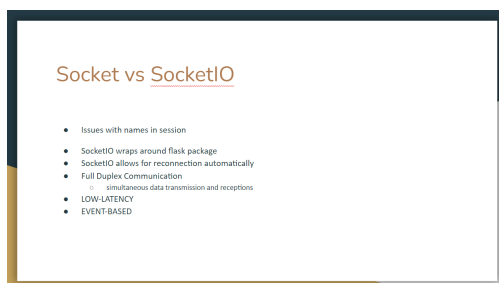 Socket vs SocketIO
● Issues with names in session
● SocketIO wraps around flask package
● SocketIO allows for reconnection automatically
● Full Duplex Communication
○ simultaneous data transmission and receptions
● LOW-LATENCY
● EVENT-BASED